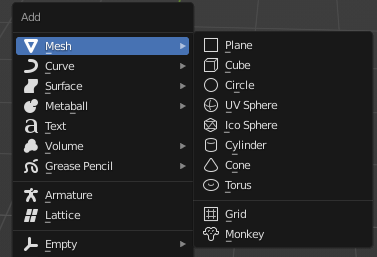 Add
Mesh
Curve
Surface
Metaball
Text
Volume
Grease Pencil
Armature
Lattice
Empty
Plane
Cube
Circle
UV Sphere
Ico Sphere
Cylinder
Cone
Torus
Grid
Monkey